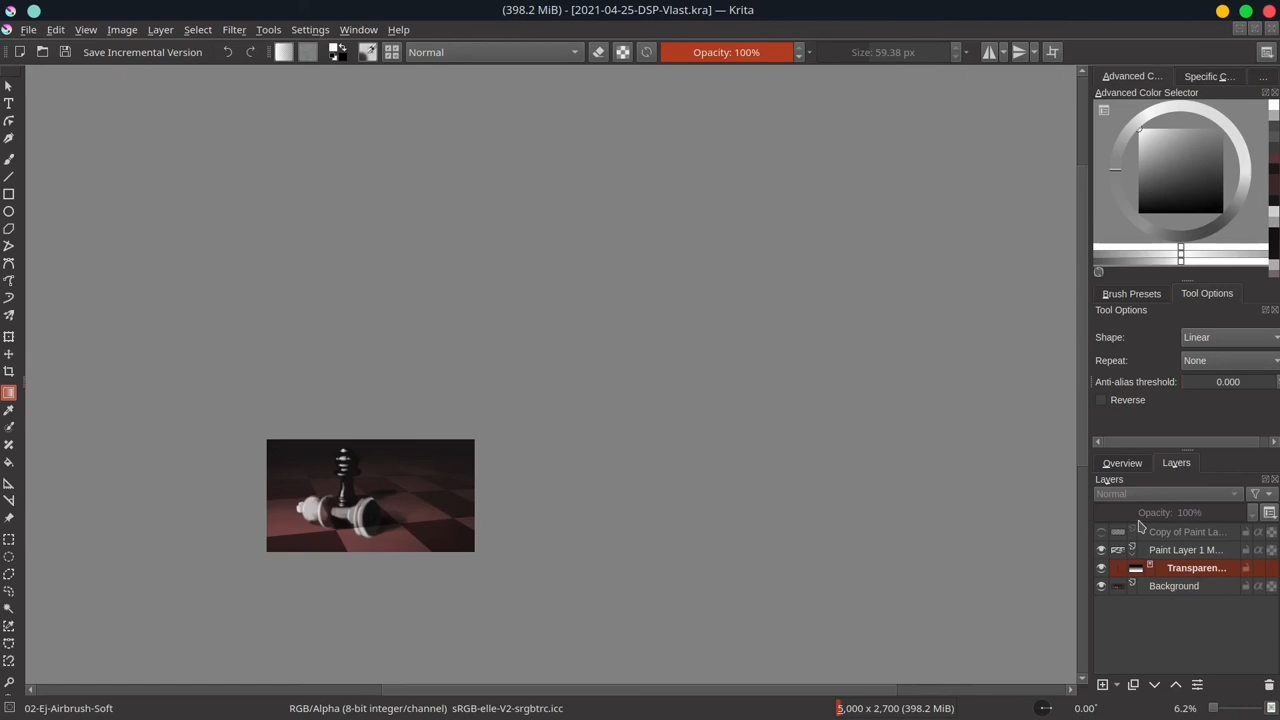 (398.2 MiB) - [2021-04-25-DSP-Vlast.kra] — Krita
File Edit View Image Layer Select Filter Tools Settings Window Help
Save Incremental Version Normal Opacity: 100% Size: 59.38 px
Advanced C... Specific C... ...
Advanced Color Selector
Brush Presets Tool Options
Tool Options
Shape: Linear
Repeat: None
Anti-alias threshold: 0.000
Reverse
Overview Layers
Layers
Normal
Opacity: 100%
Copy of Paint La...
Paint Layer 1 M...
Transparen...
Background
02-Ej-Airbrush-Soft RGB/Alpha (8-bit integer/channel) sRGB-elle-V2-srgbtrc.icc 5,000 x 2,700 (398.2 MiB) 0.00° 6.2%